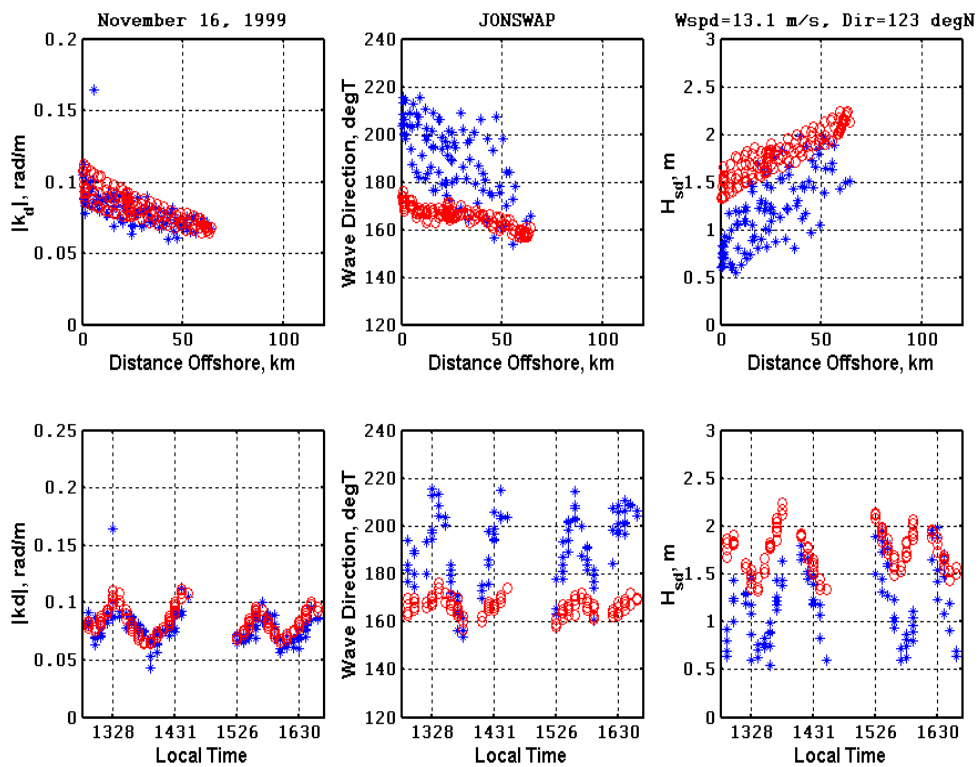 November 16, 1999
JONSWAP
Wspd=13.1 m/s, Dir=123 degN
0.2
0.15
0.1
0.05
0
|k_d|, rad/m
0 50 100
Distance Offshore, km
240
220
200
180
160
140
120
Wave Direction, degT
0 50 100
Distance Offshore, km
3
2.5
2
1.5
1
0.5
0
H_sd, m
0 50 100
Distance Offshore, km
0.25
0.2
0.15
0.1
0.05
0
|kd|, rad/m
1328 1431 1526 1630
Local Time
240
220
200
180
160
140
120
Wave Direction, degT
1328 1431 1526 1630
Local Time
3
2.5
2
1.5
1
0.5
0
H_sd, m
1328 1431 1526 1630
Local Time